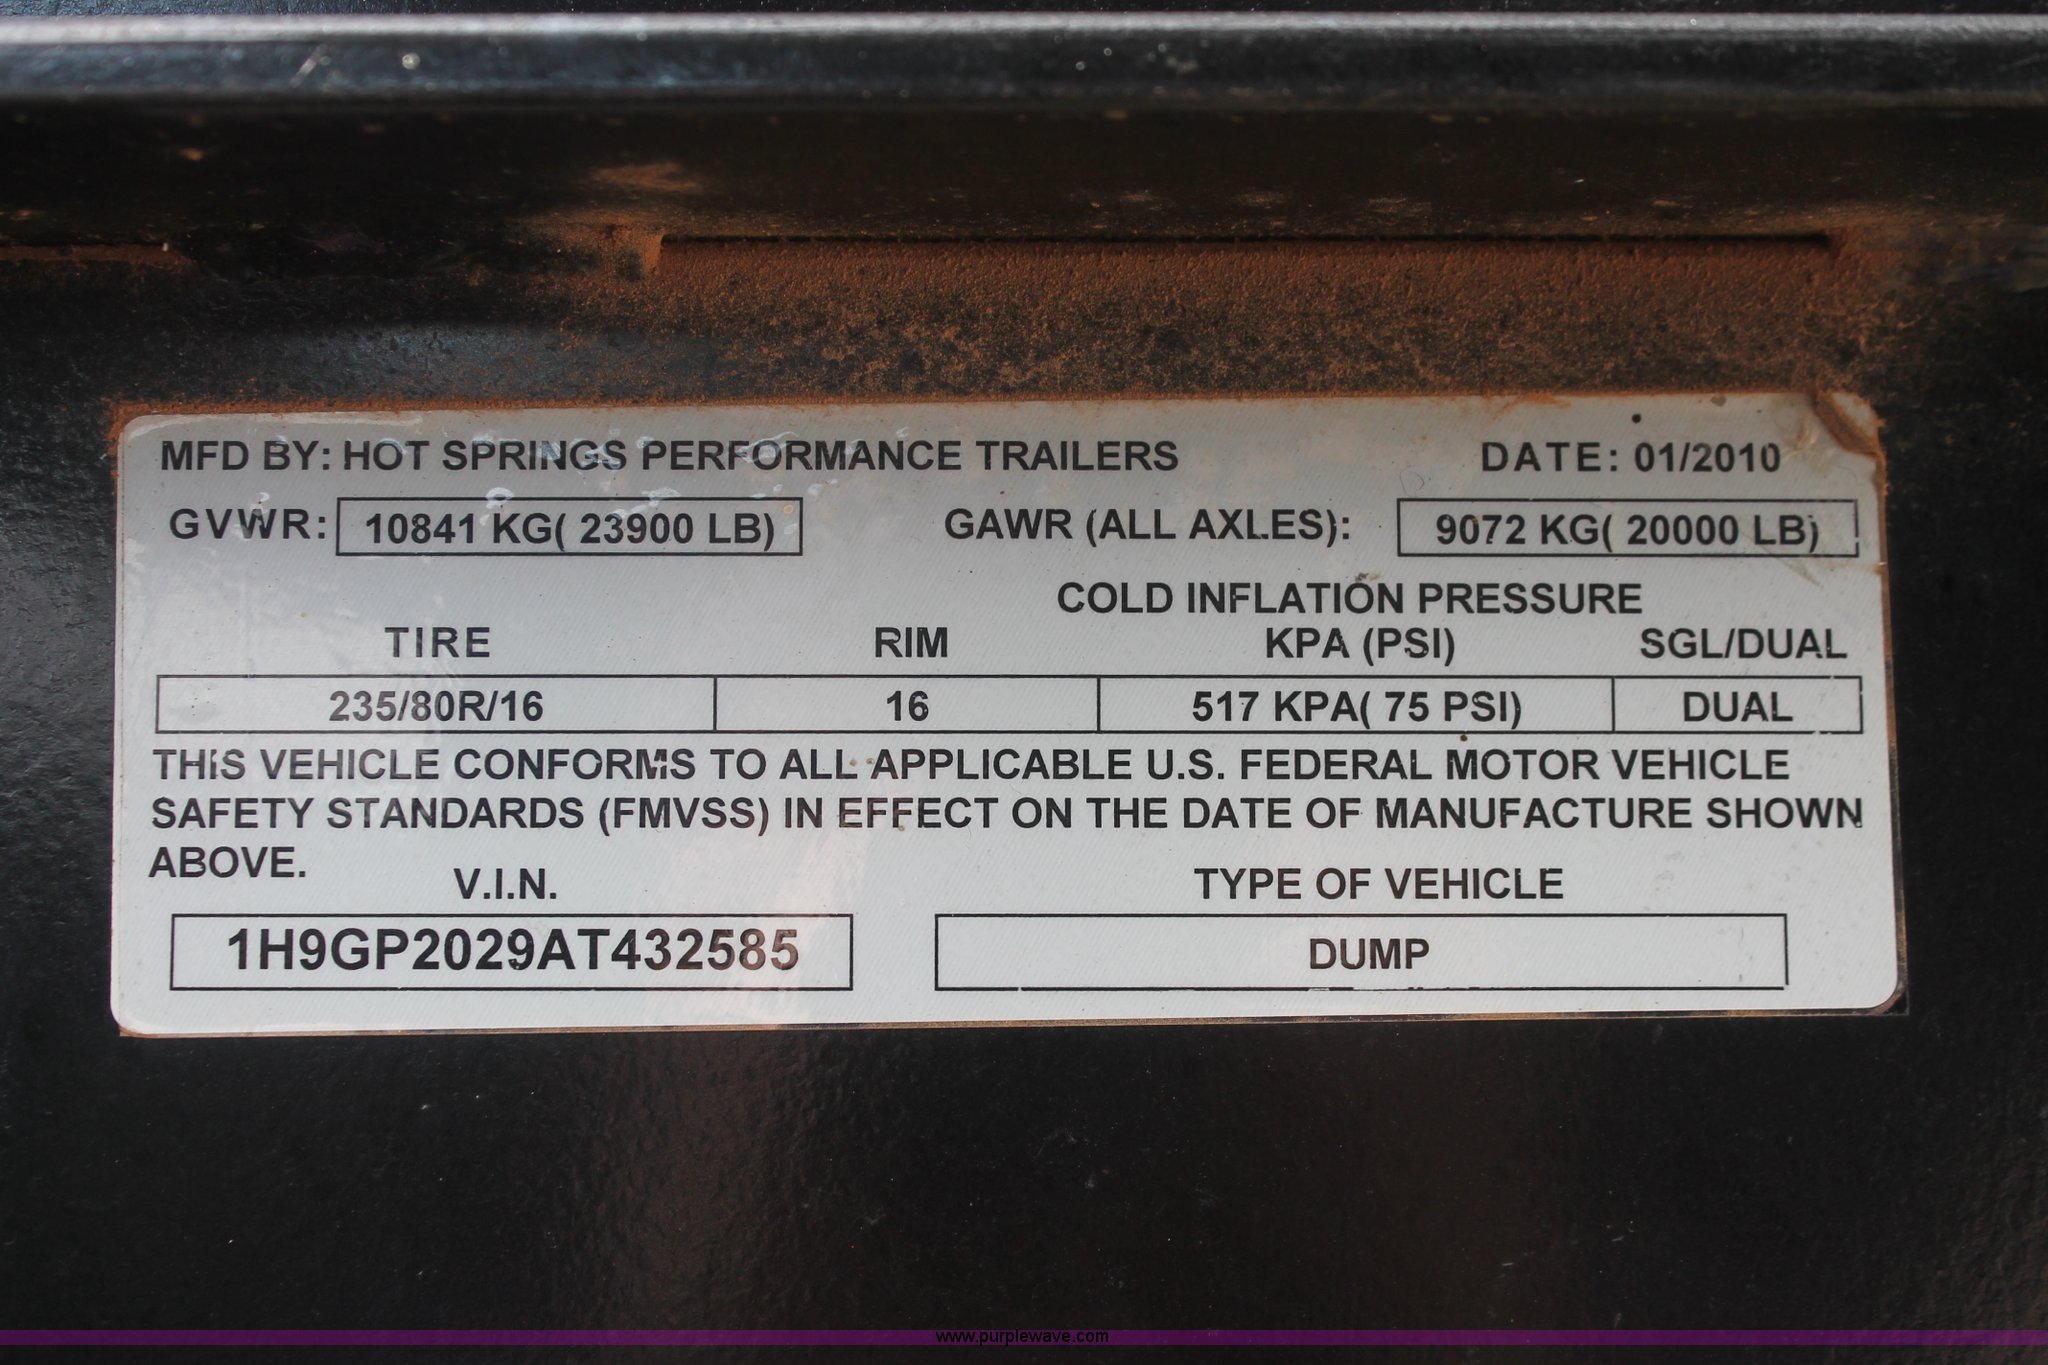 MFD BY: HOT SPRINGS PERFORMANCE TRAILERS DATE: 01/2010
GVWR: 10841 KG( 23900 LB) GAWR (ALL AXLES): 9072 KG( 20000 LB)
COLD INFLATION PRESSURE
TIRE RIM KPA (PSI) SGL/DUAL
235/80R/16 16 517 KPA( 75 PSI) DUAL
THIS VEHICLE CONFORMS TO ALL APPLICABLE U.S. FEDERAL MOTOR VEHICLE
SAFETY STANDARDS (FMVSS) IN EFFECT ON THE DATE OF MANUFACTURE SHOWN
ABOVE.
V.I.N. TYPE OF VEHICLE
1H9GP2029AT432585 DUMP
www.purplewave.com